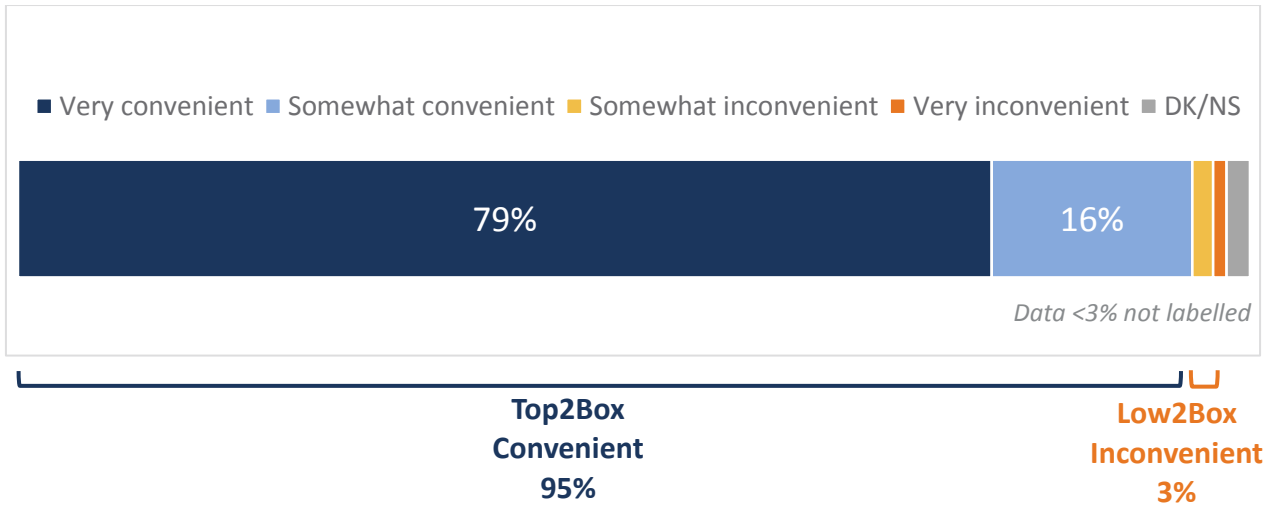 Very convenient Somewhat convenient Somewhat inconvenient Very inconvenient DK/NS
79% 16%
Data <3% not labelled
Top2Box
Convenient
95%
Low2Box
Inconvenient
3%